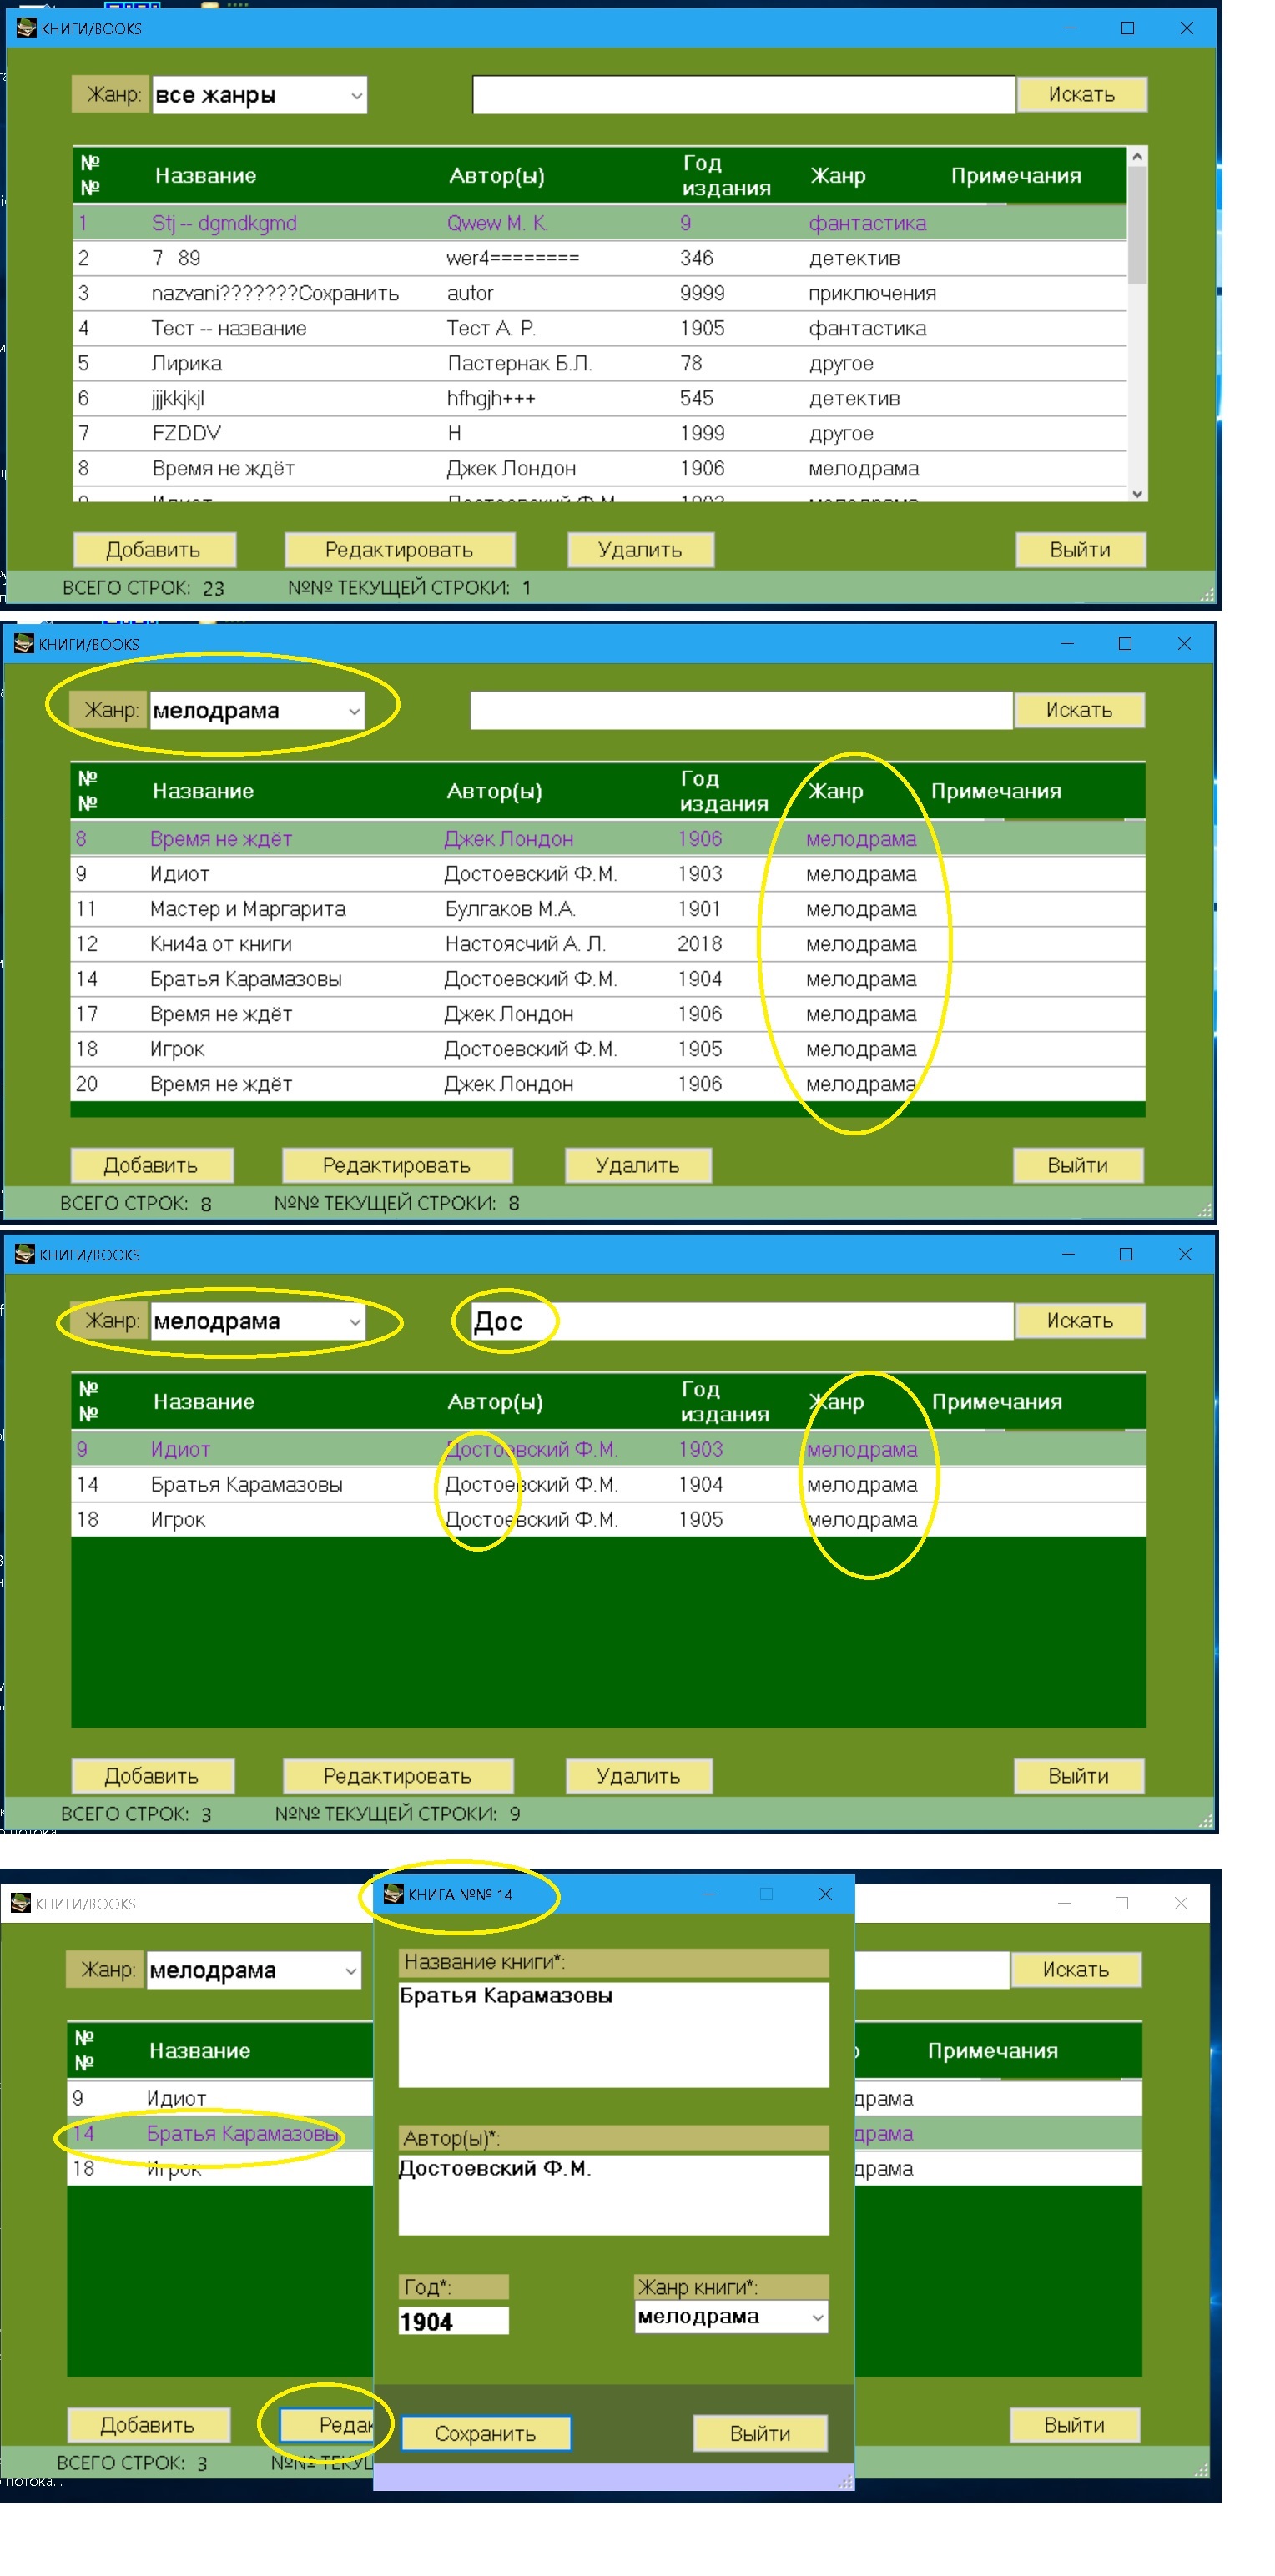 КНИГИ/BOOKS
Жанр: все жанры Искать
№№ Название Автор(ы) Год издания Жанр Примечания
1 Stj -- dgmdkgmd Qwew M. K. 9 фантастика
2 7 89 wer4======== 346 детектив
3 nazvani???????Сохранить autor 9999 приключения
4 Тест -- название Тест А. Р. 1905 фантастика
5 Лирика Пастернак Б.Л. 78 другое
6 jjjkkjkjl hfhgjh+++ 545 детектив
7 FZDDV H 1999 другое
8 Время не ждёт Джек Лондон 1906 мелодрама
9 Идиот Достоевский Ф.М. 1903 мелодрама
Добавить Редактировать Удалить Выйти
ВСЕГО СТРОК: 23 №№ ТЕКУЩЕЙ СТРОКИ: 1
КНИГИ/BOOKS
Жанр: мелодрама Искать
№№ Название Автор(ы) Год издания Жанр Примечания
8 Время не ждёт Джек Лондон 1906 мелодрама
9 Идиот Достоевский Ф.М. 1903 мелодрама
11 Мастер и Маргарита Булгаков М.А. 1901 мелодрама
12 Кни4а от книги Настоясчий А. Л. 2018 мелодрама
14 Братья Карамазовы Достоевский Ф.М. 1904 мелодрама
17 Время не ждёт Джек Лондон 1906 мелодрама
18 Игрок Достоевский Ф.М. 1905 мелодрама
20 Время не ждёт Джек Лондон 1906 мелодрама
Добавить Редактировать Удалить Выйти
ВСЕГО СТРОК: 8 №№ ТЕКУЩЕЙ СТРОКИ: 8
КНИГИ/BOOKS
Жанр: мелодрама Дос Искать
№№ Название Автор(ы) Год издания Жанр Примечания
9 Идиот Достоевский Ф.М. 1903 мелодрама
14 Братья Карамазовы Достоевский Ф.М. 1904 мелодрама
18 Игрок Достоевский Ф.М. 1905 мелодрама
Добавить Редактировать Удалить Выйти
ВСЕГО СТРОК: 3 №№ ТЕКУЩЕЙ СТРОКИ: 9
КНИГИ/BOOKS
Жанр: мелодрама Искать
№№ Название Примечания
9 Идиот драма
14 Братья Карамазовы драма
18 Игрок драма
Добавить Редак Выйти
ВСЕГО СТРОК: 3 №№ ТЕКУЩ
потока...
КНИГА №№ 14
Название книги*:
Братья Карамазовы
Автор(ы)*:
Достоевский Ф.М.
Год*: Жанр книги*:
1904 мелодрама
Сохранить Выйти